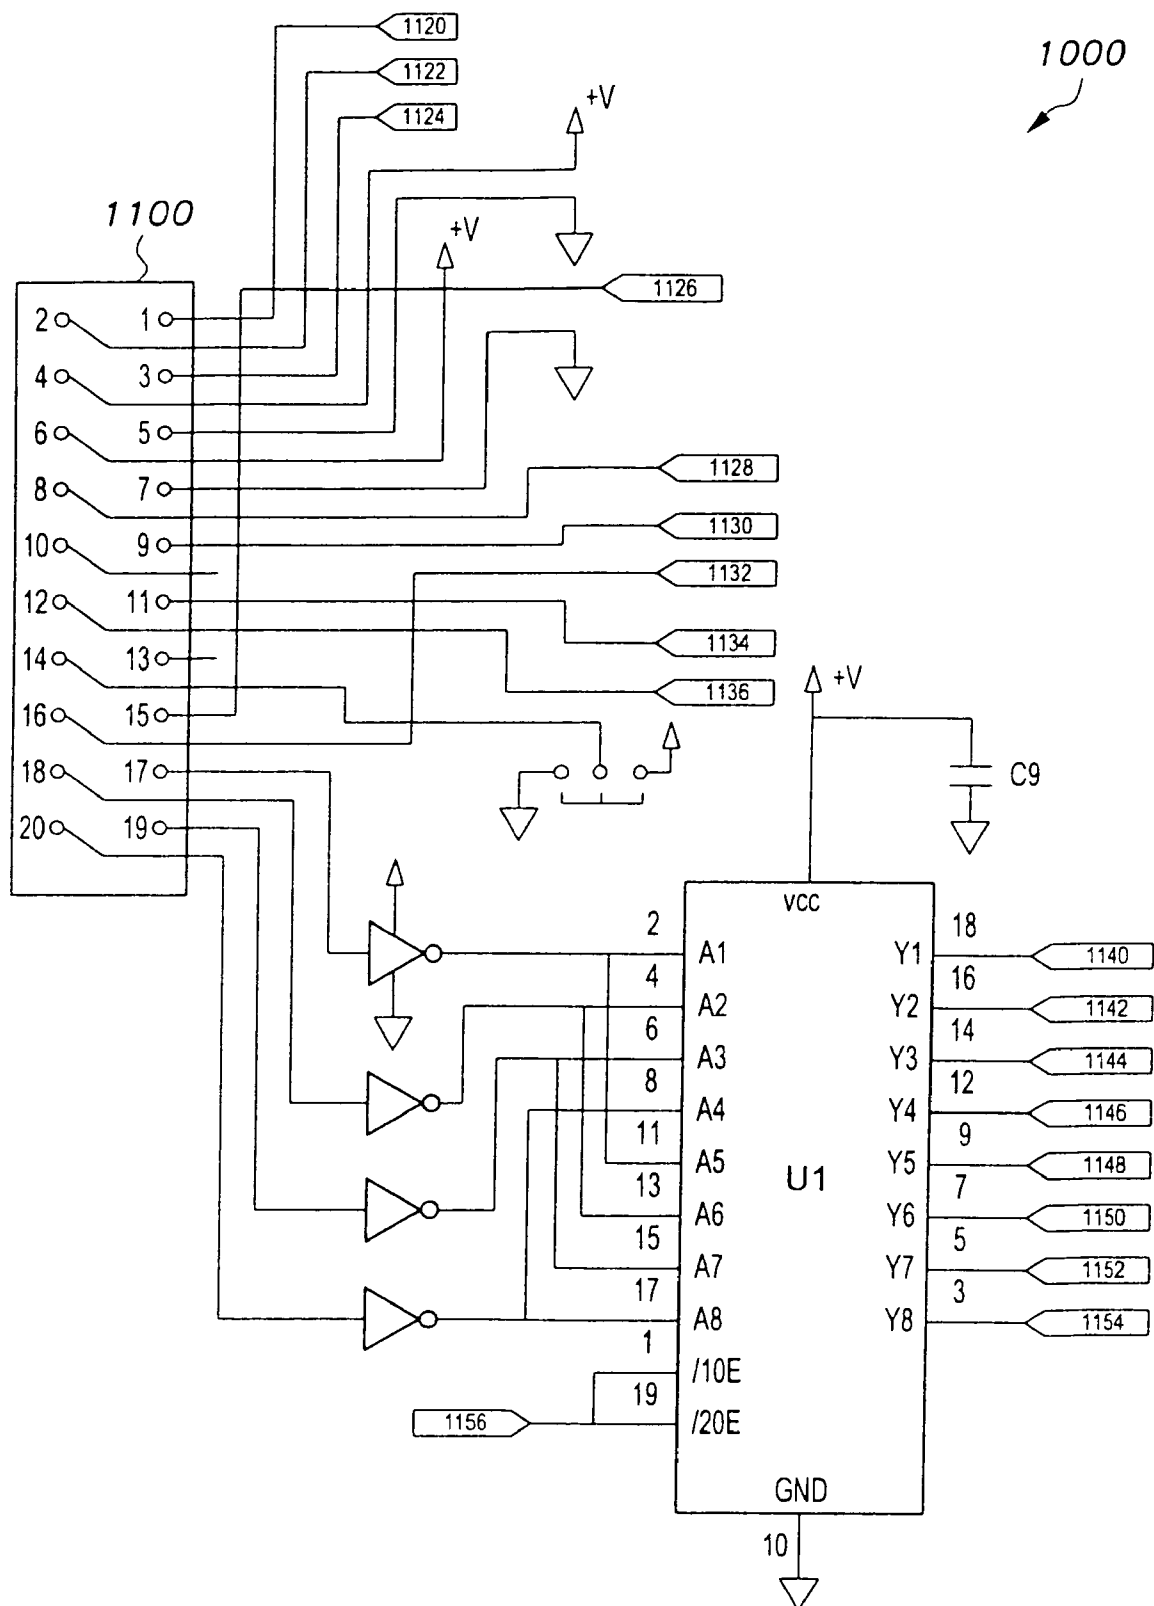 1120
1000
1122
+V
1124
1100
+V
1126
2 1
4 3
6 5
1128
8 7
1130
10 9
1132
12 11
1134
14 13
1136
+V
16 15
18 17
C9
20 19
VCC
2 18
A1 Y1 1140
4 16
A2 Y2 1142
6 14
A3 Y3 1144
8 12
A4 Y4 1146
11 9
A5 Y5 1148
U1
13 7
A6 Y6 1150
15 5
A7 Y7 1152
17 3
A8 Y8 1154
1
/10E
19
1156 /20E
GND
10